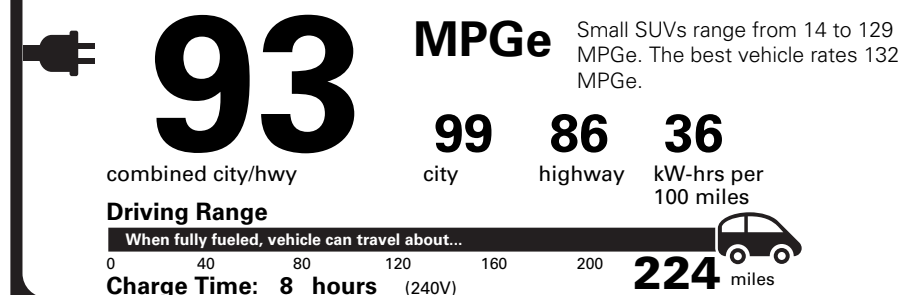 93
MPGe
Small SUVs range from 14 to 129
MPGe. The best vehicle rates 132
MPGe.
99 86 36
combined city/hwy city highway kW-hrs per
100 miles
Driving Range
When fully fueled, vehicle can travel about...
0 40 80 120 160 200 224 miles
Charge Time: 8 hours (240V)